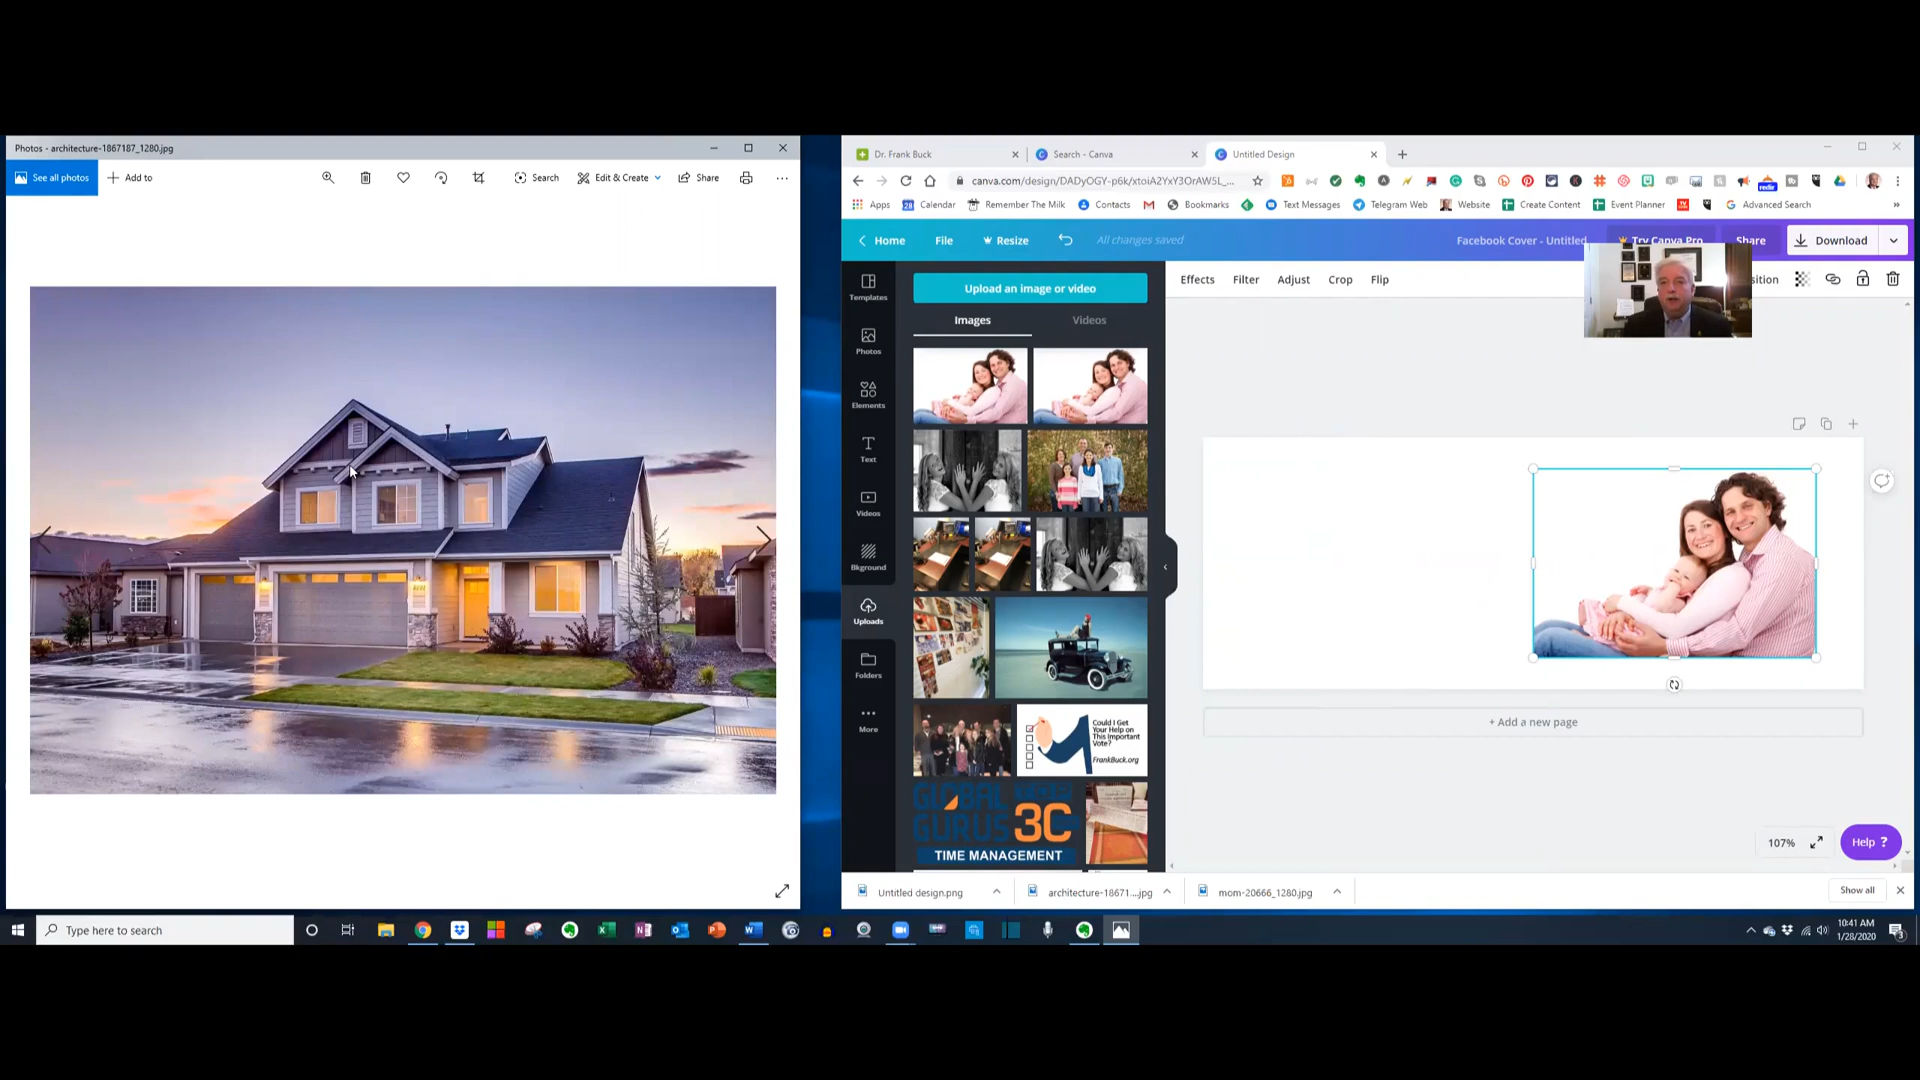 Photos - architecture-1867187_1280.jpg
See all photos
Add to
Search
Edit & Create
Share
Dr. Frank Buck
Search - Canva
Untitled Design
canva.com/design/DADyOGY-p6k/xtoiA2YxY3OrAW5L_...
Apps
Calendar
Remember The Milk
Contacts
Bookmarks
Text Messages
Telegram Web
Website
Create Content
Event Planner
Advanced Search
»
Home
File
Resize
All changes saved
Facebook Cover - Untitled
Try Canva Pro
Share
Download
Templates
Photos
Elements
Text
Videos
Bkground
Uploads
Folders
More
Upload an image or video
Images
Videos
Could I Get
Your Help on
This Important
Vote?
FrankBuck.org
GLOBAL
GURUS
30
TIME MANAGEMENT
Effects
Filter
Adjust
Crop
Flip
sition
+ Add a new page
107%
Help ?
Untitled design.png
architecture-18671....jpg
mom-20666_1280.jpg
Show all
Type here to search
10:41 AM
1/28/2020